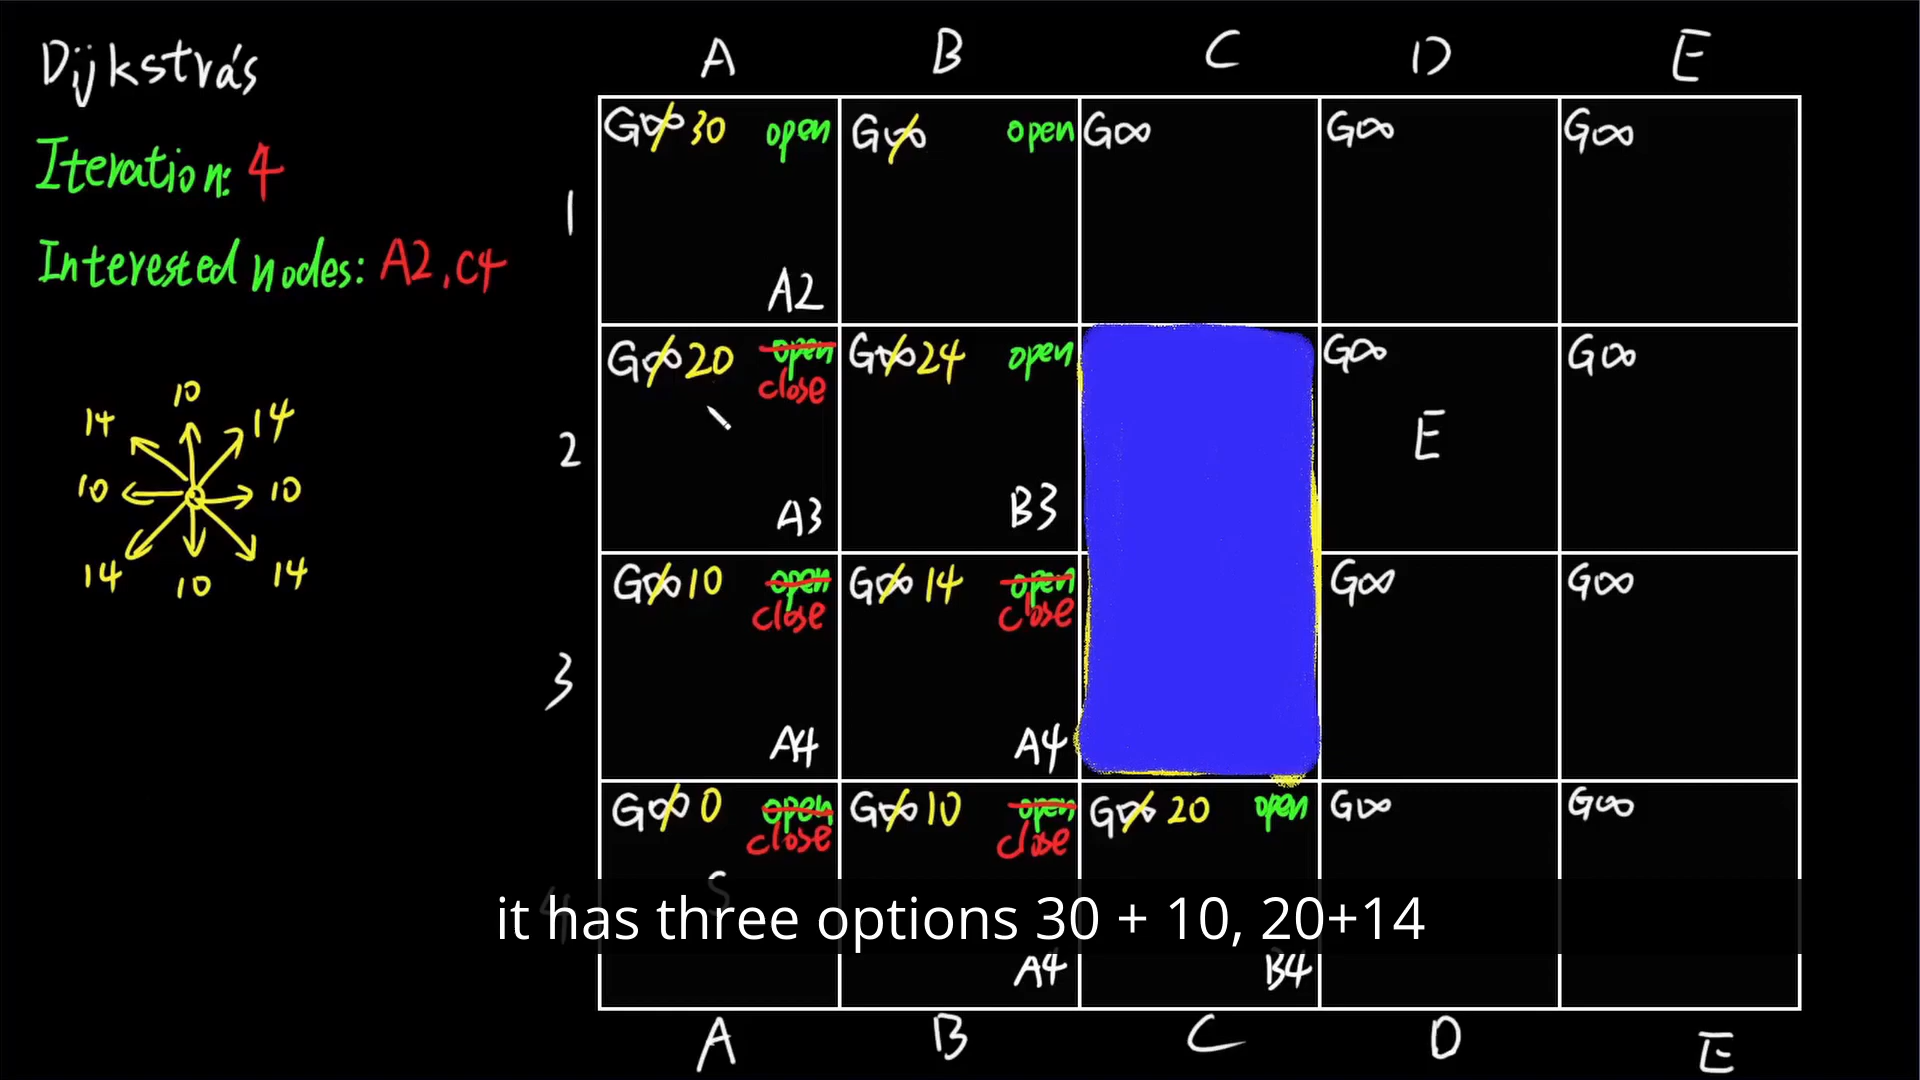 Dijkstra's
Iteration: 4
Interested nodes: A2, C4
10
14 14
10 10
14 14
10
A B C D E
1
G∞ 30 open
A2
G∞ open
G∞
G∞
G∞
2
G∞ 20 open
close
A3
G∞ 24 open
B3
G∞
E
G∞
3
G∞ 10 open
close
A4
G∞ 14 open
close
A4
G∞
G∞
4
G∞ 0 open
close
S
G∞ 10 open
close
A4
G∞ 20 open
B4
G∞
G∞
it has three options 30 + 10, 20+14
A B C D E